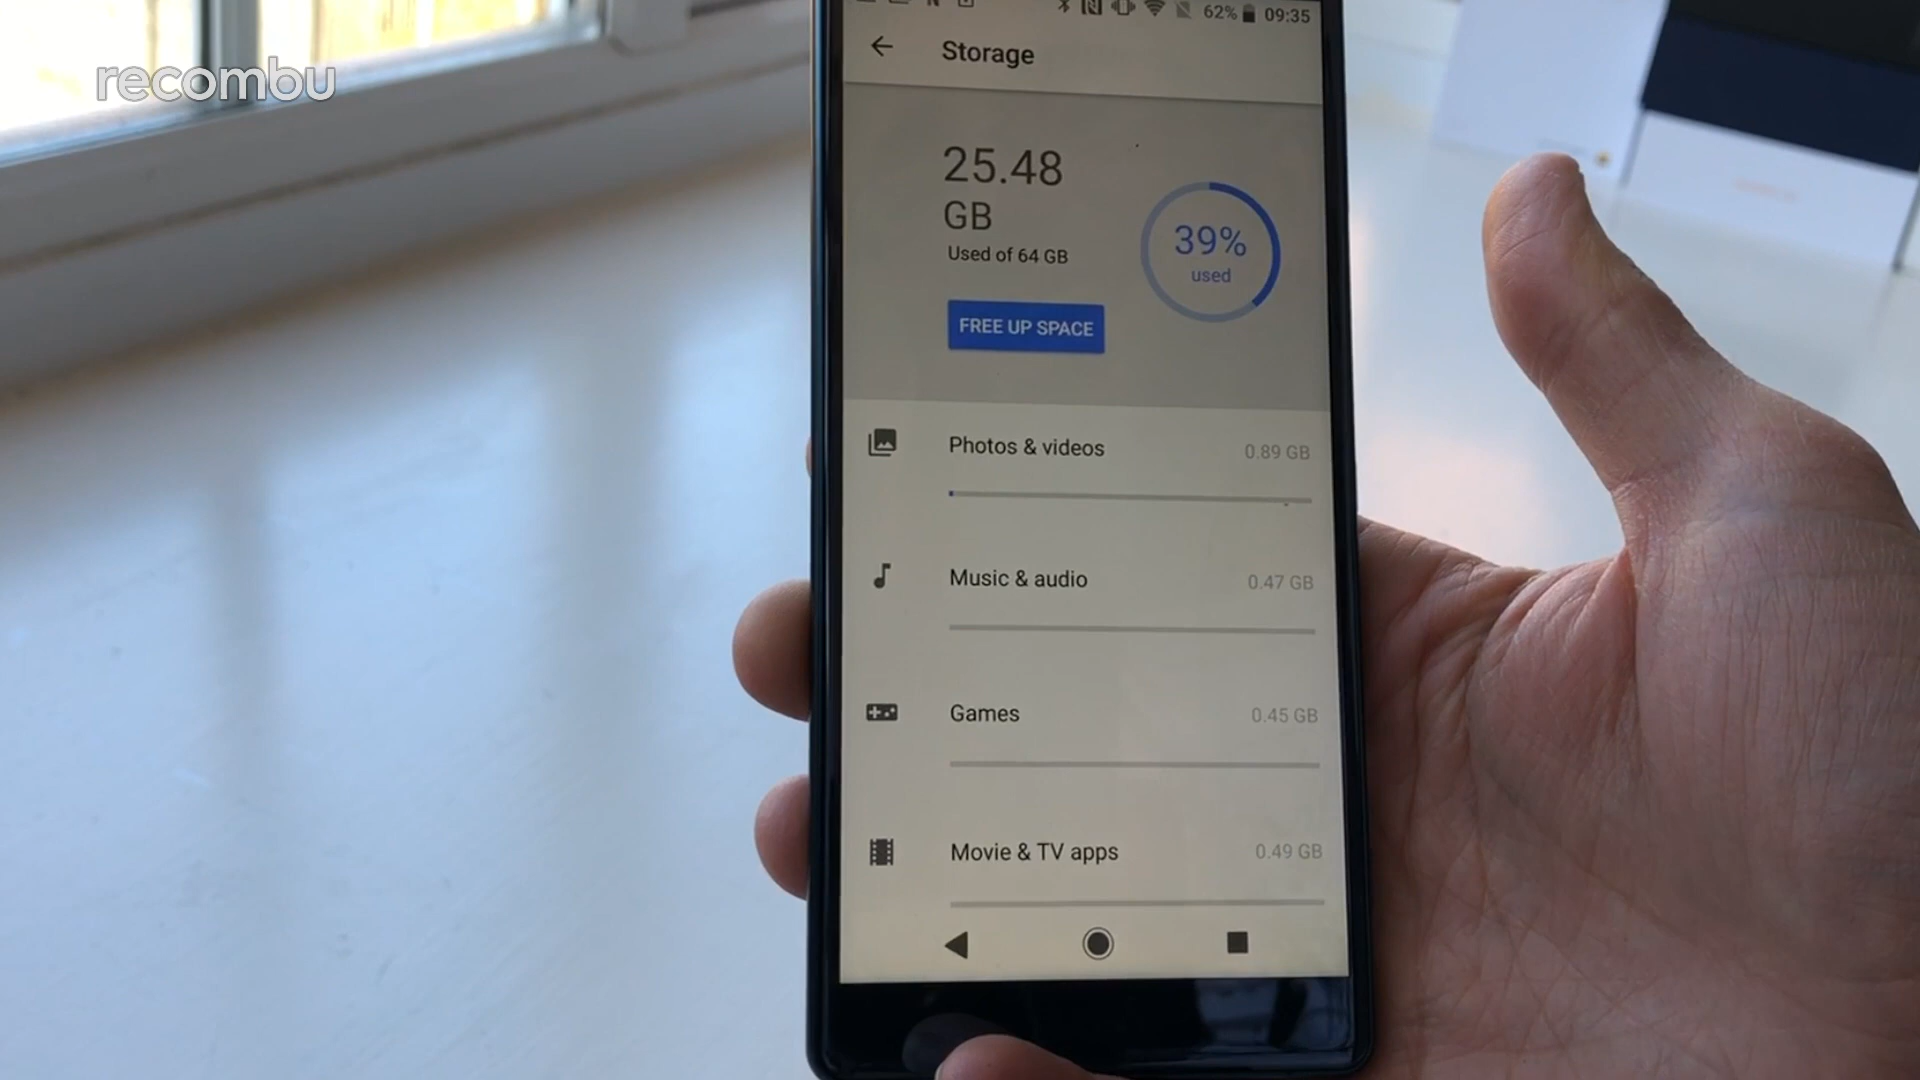 recombu
62% 09:35
Storage
25.48
GB
Used of 64 GB
39%
used
FREE UP SPACE
Photos & videos 0.89 GB
Music & audio 0.47 GB
Games 0.45 GB
Movie & TV apps 0.49 GB